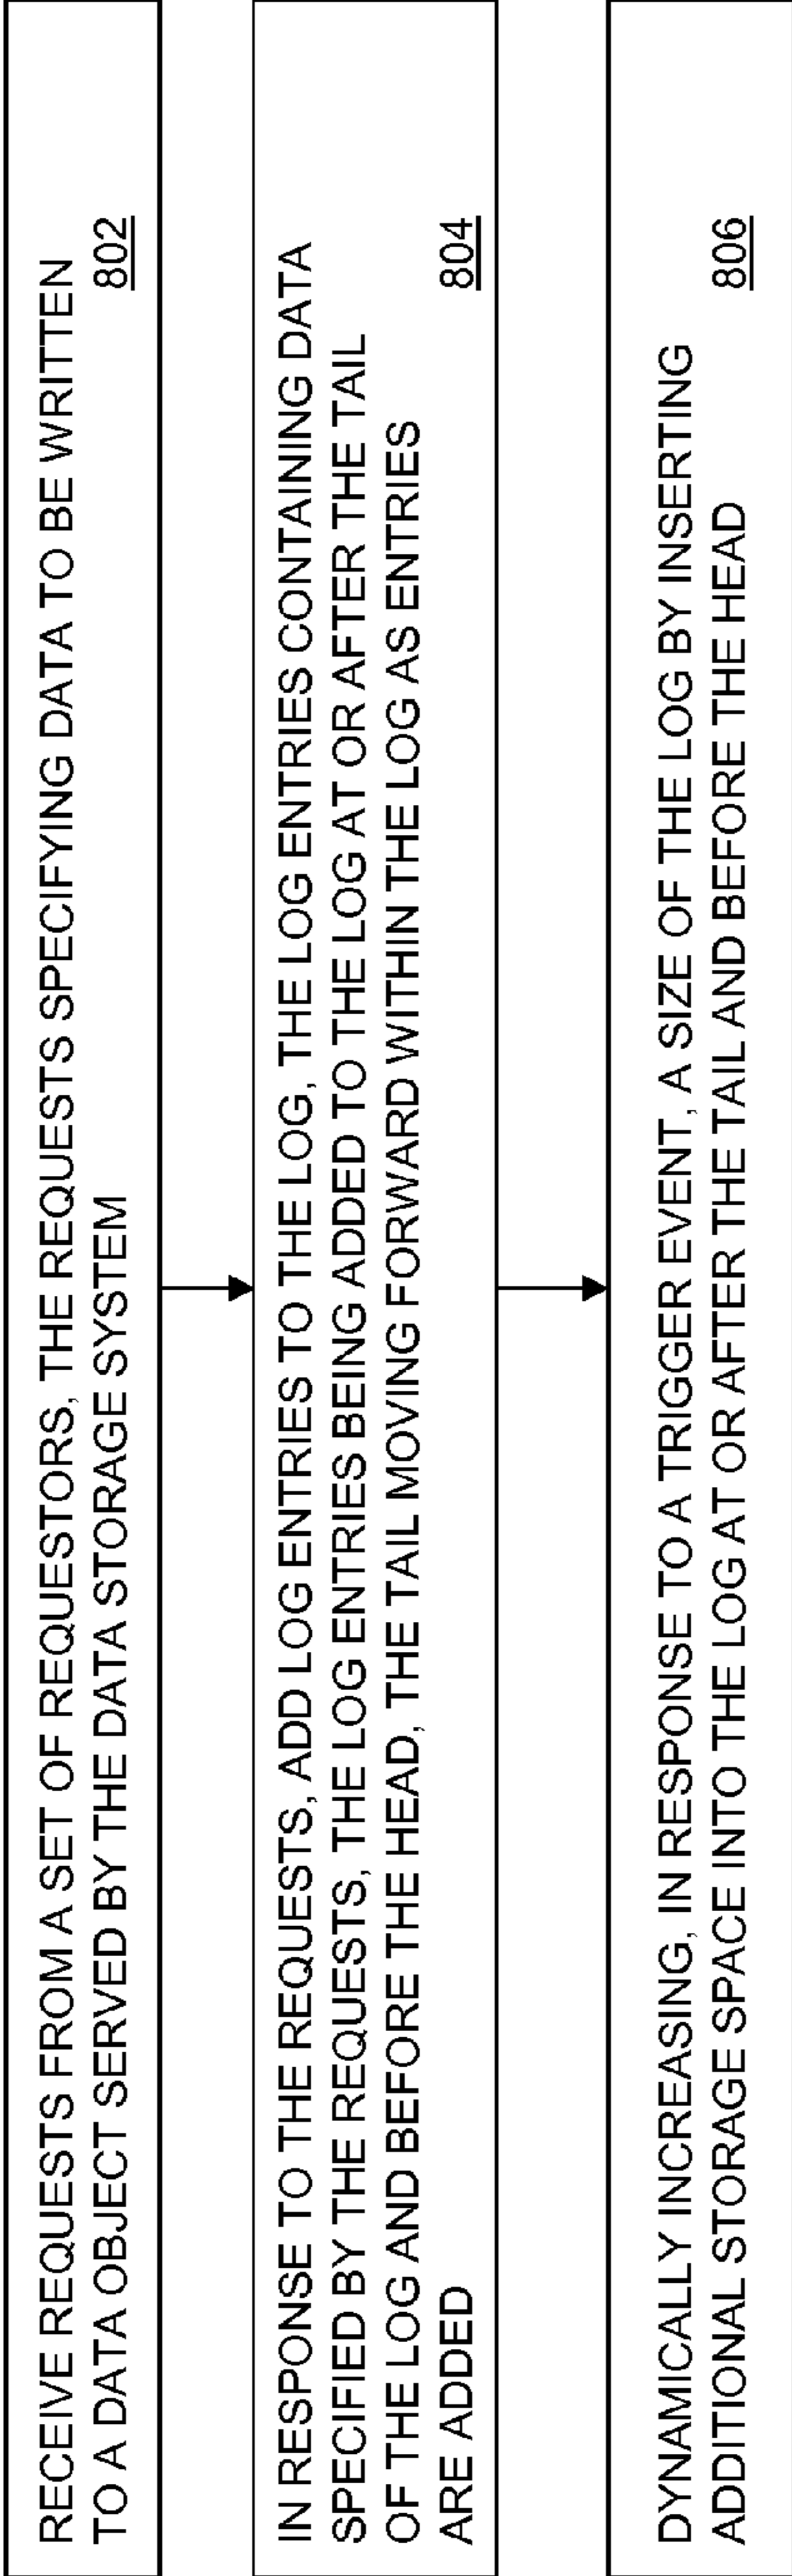 RECEIVE REQUESTS FROM A SET OF REQUESTORS, THE REQUESTS SPECIFYING DATA TO BE WRITTEN
TO A DATA OBJECT SERVED BY THE DATA STORAGE SYSTEM
802
IN RESPONSE TO THE REQUESTS, ADD LOG ENTRIES TO THE LOG, THE LOG ENTRIES CONTAINING DATA
SPECIFIED BY THE REQUESTS, THE LOG ENTRIES BEING ADDED TO THE LOG AT OR AFTER THE TAIL
OF THE LOG AND BEFORE THE HEAD, THE TAIL MOVING FORWARD WITHIN THE LOG AS ENTRIES
ARE ADDED
804
DYNAMICALLY INCREASING, IN RESPONSE TO A TRIGGER EVENT, A SIZE OF THE LOG BY INSERTING
ADDITIONAL STORAGE SPACE INTO THE LOG AT OR AFTER THE TAIL AND BEFORE THE HEAD
806